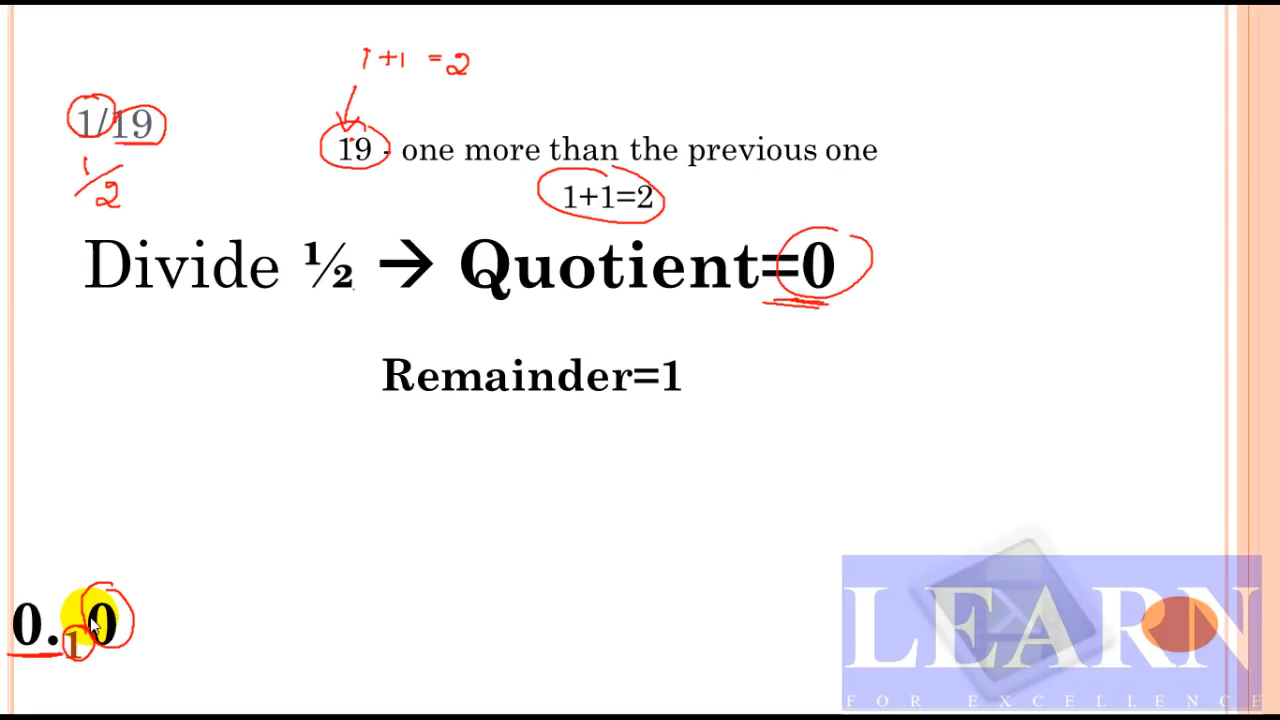 1+1 =2
1/19
19 - one more than the previous one
1/2
1+1=2
Divide ½ → Quotient=0
Remainder=1
0.10
LEARN
FOR EXCELLENCE